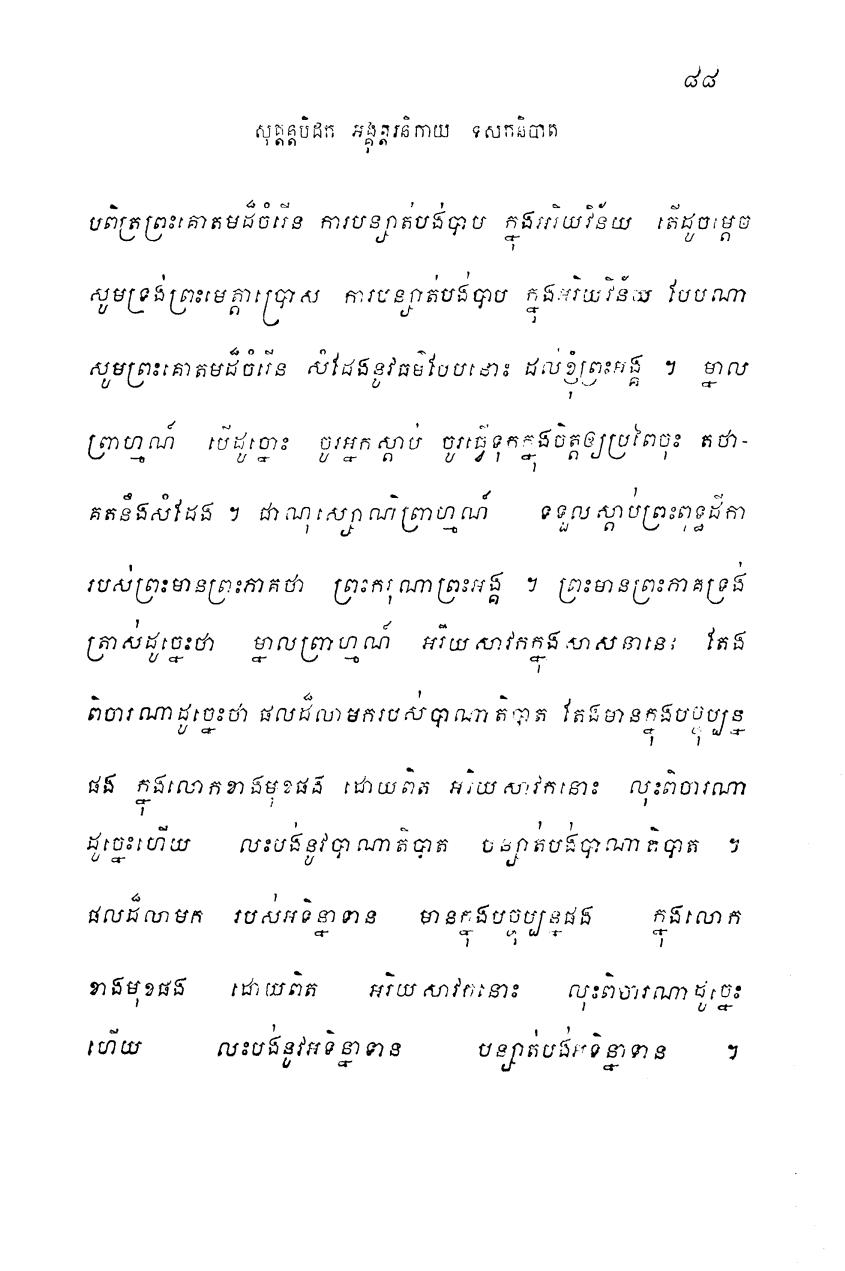 ៨៨
សុត្តន្តបិដក អង្គុត្តរនិកាយ ទសកនិបាត
បពិត្រព្រះគោតមដ៏ចំរើន ការបន្សាត់បង់បាប ក្នុងអរិយវិន័យ តើដូចម្តេច
សូមទ្រង់ព្រះមេត្តាប្រោស ការបន្សាត់បង់បាប ក្នុងអរិយវិន័យ បែបណា
សូមព្រះគោតមដ៏ចំរើន សំដែងនូវធម៌បែបនោះ ដល់ខ្ញុំព្រះអង្គ ។ ម្នាល
ព្រាហ្មណ៍ បើដូច្នោះ ចូរអ្នកស្តាប់ ចូរធ្វើទុកក្នុងចិត្តឲ្យប្រពៃចុះ តថា-
គតនឹងសំដែង ។ ជាណុស្សោណិព្រាហ្មណ៍ ទទួលស្តាប់ព្រះពុទ្ធដីកា
របស់ព្រះមានព្រះភាគថា ព្រះករុណាព្រះអង្គ ។ ព្រះមានព្រះភាគទ្រង់
ត្រាស់ដូច្នេះថា ម្នាលព្រាហ្មណ៍ អរិយសាវកក្នុងសាសនានេះ តែង
ពិចារណាដូច្នេះថា ផលដ៏លាមករបស់បាណាតិបាត តែងមានក្នុងបច្ចុប្បន្ន
ផង ក្នុងលោកខាងមុខផង ដោយពិត អរិយសាវកនោះ លុះពិចារណា
ដូច្នេះហើយ លះបង់នូវបាណាតិបាត បន្សាត់បង់បាណាតិបាត ។
ផលដ៏លាមក របស់អទិន្នាទាន មានក្នុងបច្ចុប្បន្នផង ក្នុងលោក
ខាងមុខផង ដោយពិត អរិយសាវកនោះ លុះពិចារណាដូច្នេះ
ហើយ លះបង់នូវអទិន្នាទាន បន្សាត់បង់អទិន្នាទាន ។